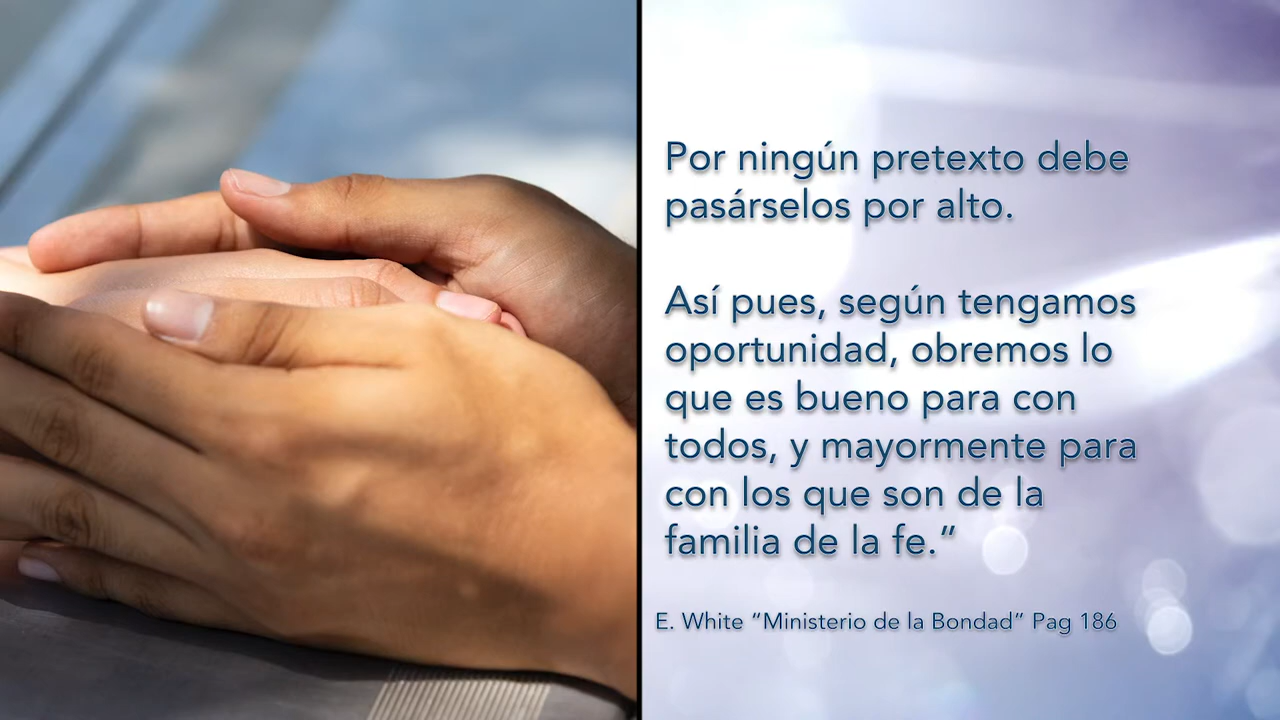 Por ningún pretexto debe
pasárselos por alto.
Así pues, según tengamos
oportunidad, obremos lo
que es bueno para con
todos, y mayormente para
con los que son de la
familia de la fe.”
E. White “Ministerio de la Bondad” Pag 186